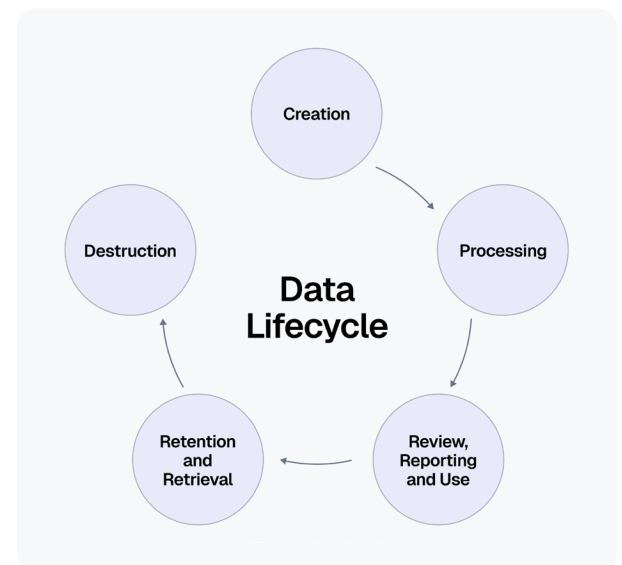 Creation
Processing
Review,
Reporting
and Use
Retention
and
Retrieval
Destruction
Data
Lifecycle